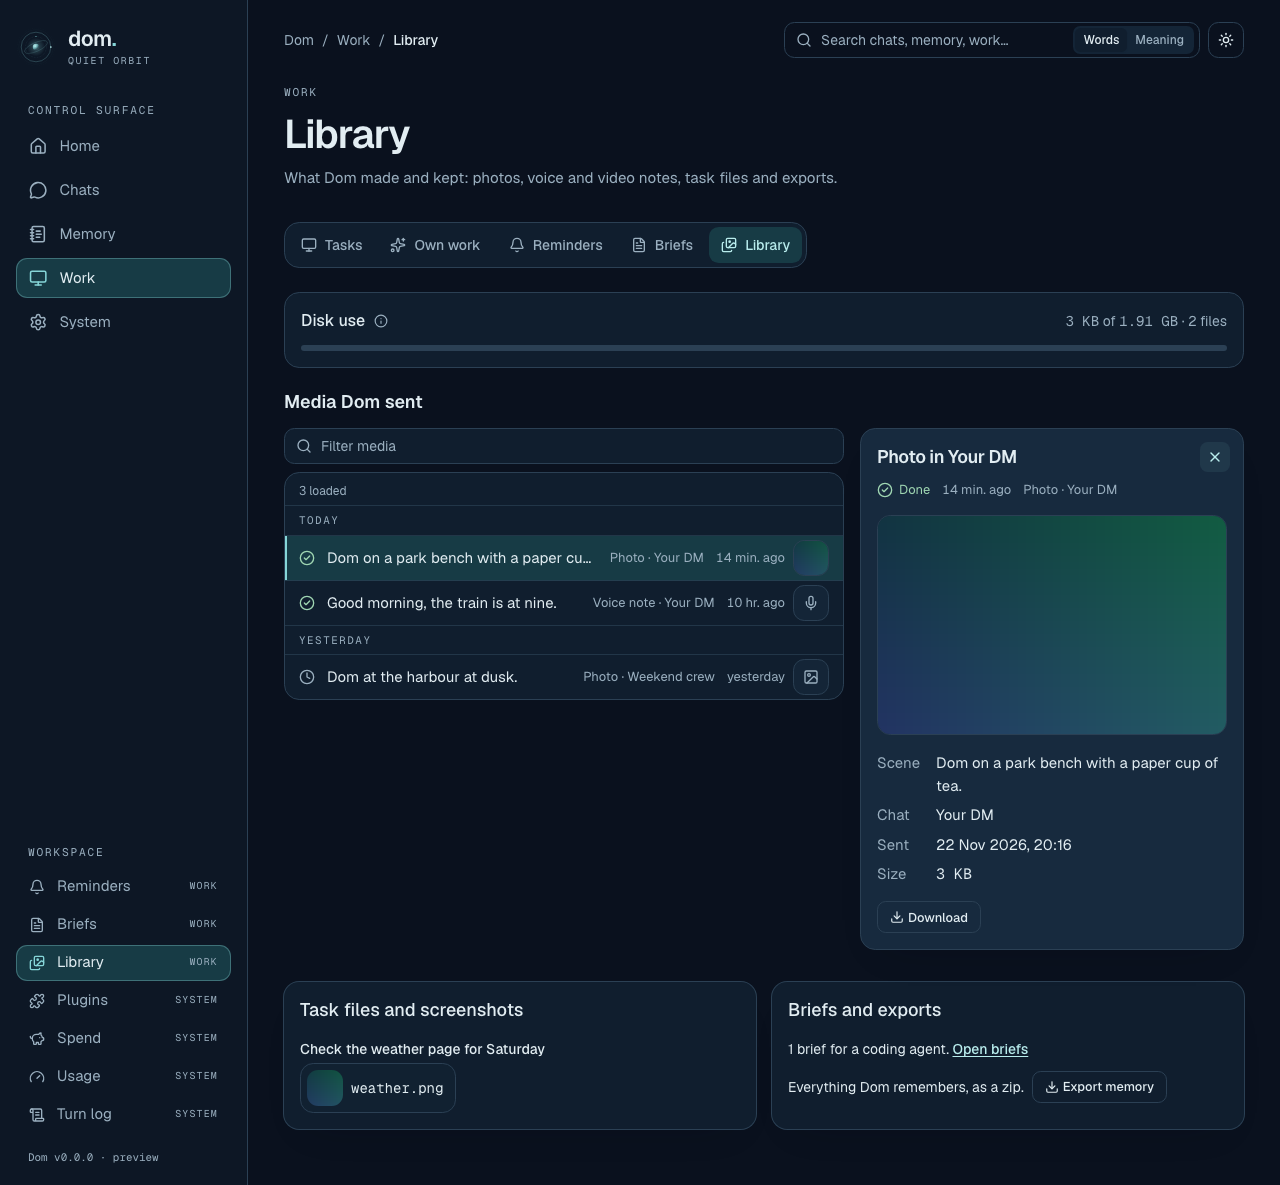 dom.
QUIET ORBIT
CONTROL SURFACE
Home
Chats
Memory
Work
System
WORKSPACE
Reminders WORK
Briefs WORK
Library WORK
Plugins SYSTEM
Spend SYSTEM
Usage SYSTEM
Turn log SYSTEM
Dom v0.0.0 · preview
Dom / Work / Library
Search chats, memory, work…
Words Meaning
WORK
Library
What Dom made and kept: photos, voice and video notes, task files and exports.
Tasks Own work Reminders Briefs Library
Disk use 3 KB of 1.91 GB · 2 files
Media Dom sent
Filter media
3 loaded
TODAY
Dom on a park bench with a paper cu… Photo · Your DM 14 min. ago
Good morning, the train is at nine. Voice note · Your DM 10 hr. ago
YESTERDAY
Dom at the harbour at dusk. Photo · Weekend crew yesterday
Photo in Your DM
Done 14 min. ago Photo · Your DM
Scene Dom on a park bench with a paper cup of
tea.
Chat Your DM
Sent 22 Nov 2026, 20:16
Size 3 KB
Download
Task files and screenshots
Check the weather page for Saturday
weather.png
Briefs and exports
1 brief for a coding agent. Open briefs
Everything Dom remembers, as a zip. Export memory